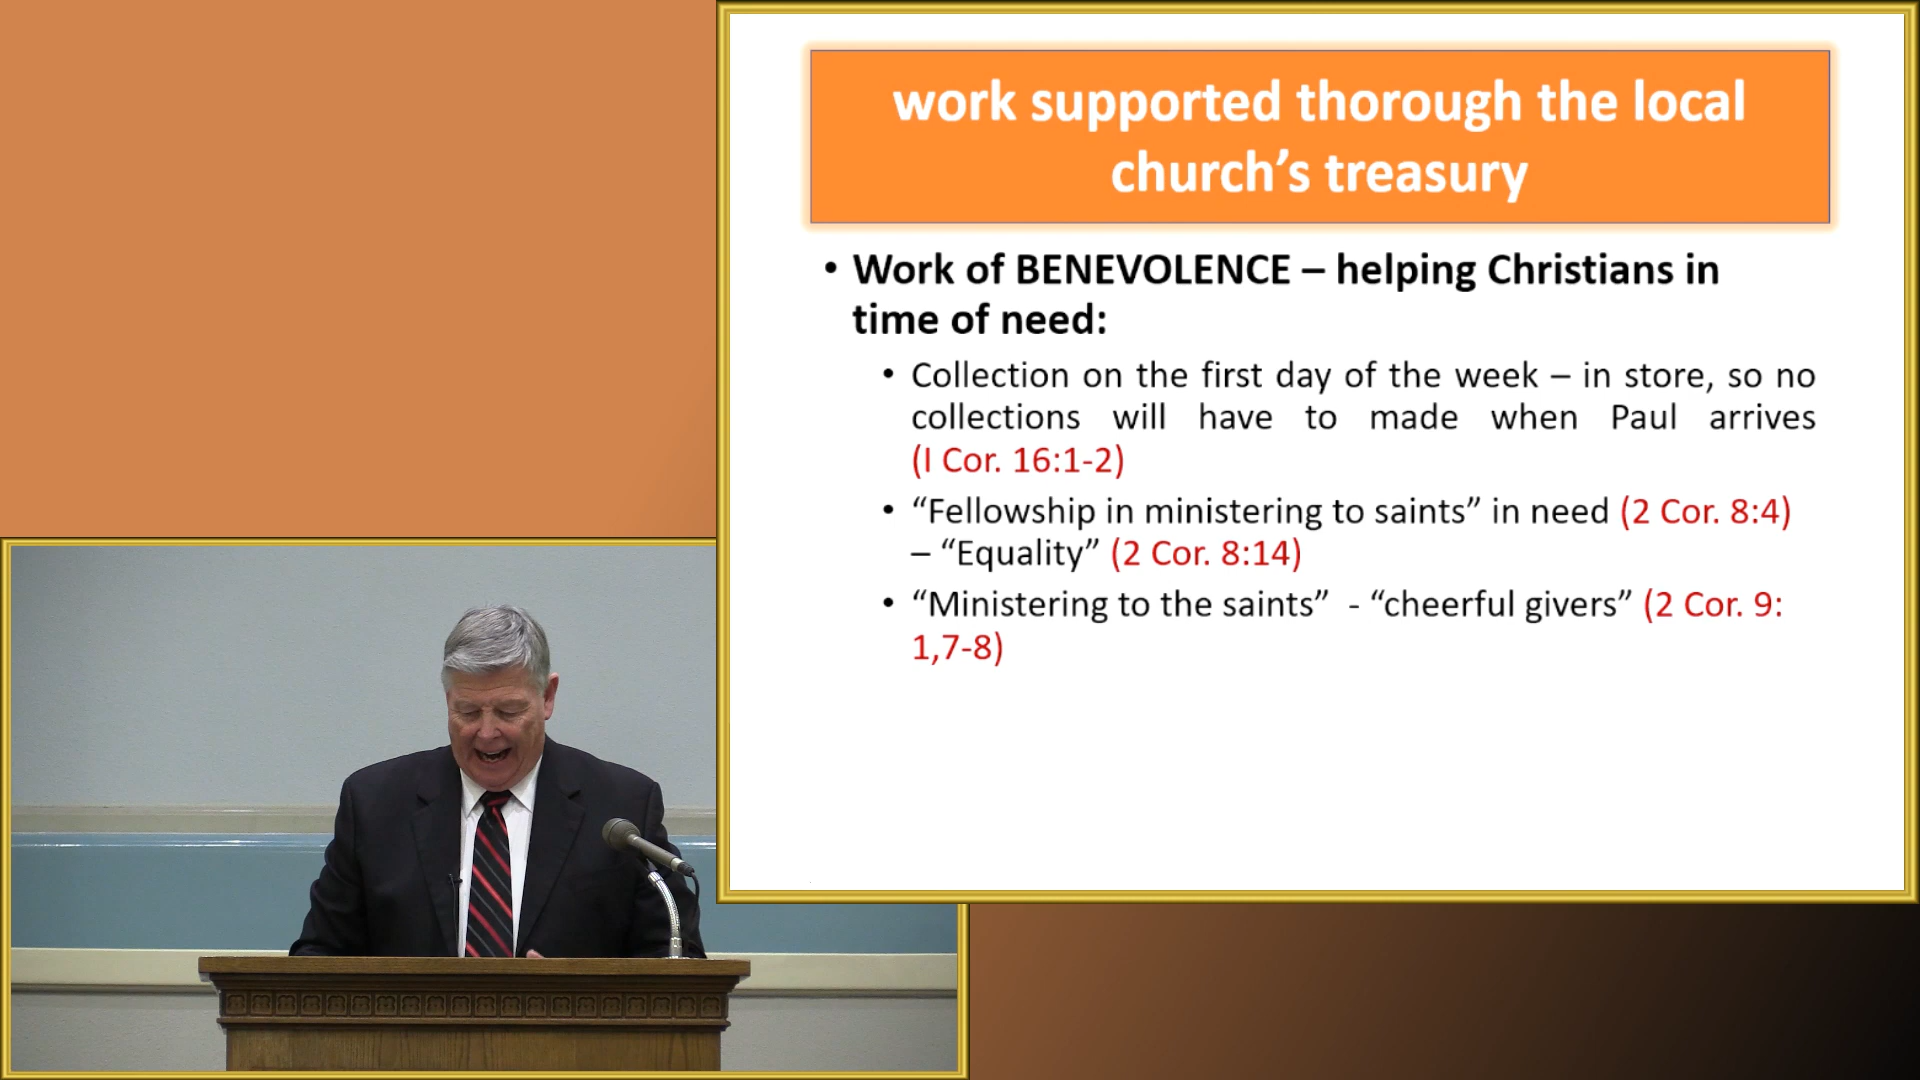 work supported thorough the local
church’s treasury
• Work of BENEVOLENCE – helping Christians in
time of need:
• Collection on the first day of the week – in store, so no
collections will have to made when Paul arrives
(I Cor. 16:1-2)
• “Fellowship in ministering to saints” in need (2 Cor. 8:4)
– “Equality” (2 Cor. 8:14)
• “Ministering to the saints”  - “cheerful givers” (2 Cor. 9:
1,7-8)